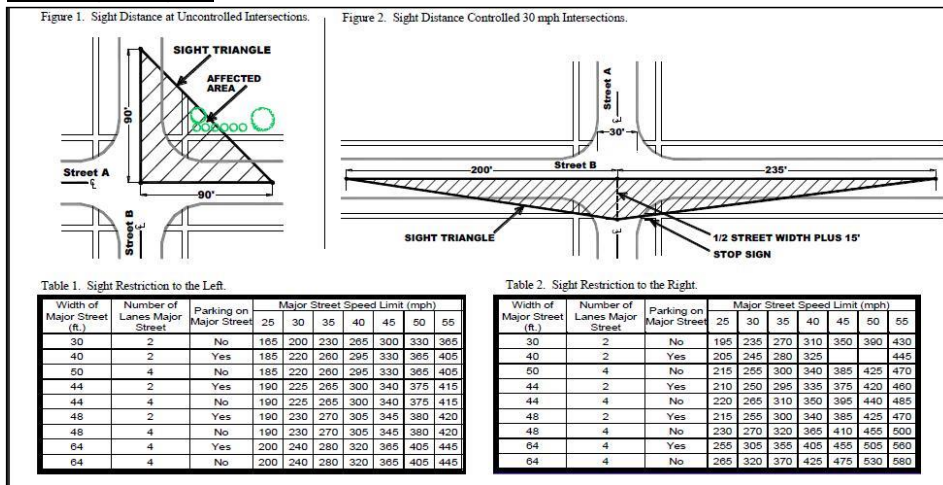 Figure 1. Sight Distance at Uncontrolled Intersections.
SIGHT TRIANGLE
AFFECTED
AREA
90'
Street A
℄
90'
Street B
℄
Figure 2. Sight Distance Controlled 30 mph Intersections.
Street A
℄
30'
200'
Street B
235'
SIGHT TRIANGLE
℄
1/2 STREET WIDTH PLUS 15'
STOP SIGN
Table 1. Sight Restriction to the Left.
Width of Major Street (ft.) Number of Lanes Major Street Parking on Major Street Major Street Speed Limit (mph)
25 30 35 40 45 50 55
30 2 No 165 200 230 265 300 330 365
40 2 Yes 185 220 260 295 330 365 405
50 4 No 185 220 260 295 330 365 405
44 2 Yes 190 225 265 300 340 375 415
44 4 No 190 225 265 300 340 375 415
48 2 Yes 190 230 270 305 345 380 420
48 4 No 190 230 270 305 345 380 420
64 4 Yes 200 240 280 320 365 405 445
64 4 No 200 240 280 320 365 405 445
Table 2. Sight Restriction to the Right.
Width of Major Street (ft.) Number of Lanes Major Street Parking on Major Street Major Street Speed Limit (mph)
25 30 35 40 45 50 55
30 2 No 195 235 270 310 350 390 430
40 2 Yes 205 245 280 325 445
50 4 No 215 255 300 340 385 425 470
44 2 Yes 210 250 295 335 375 420 460
44 4 No 220 265 310 350 395 440 485
48 2 Yes 215 255 300 340 385 425 470
48 4 No 230 270 320 365 410 455 500
64 4 Yes 255 305 355 405 455 505 560
64 4 No 265 320 370 425 475 530 580